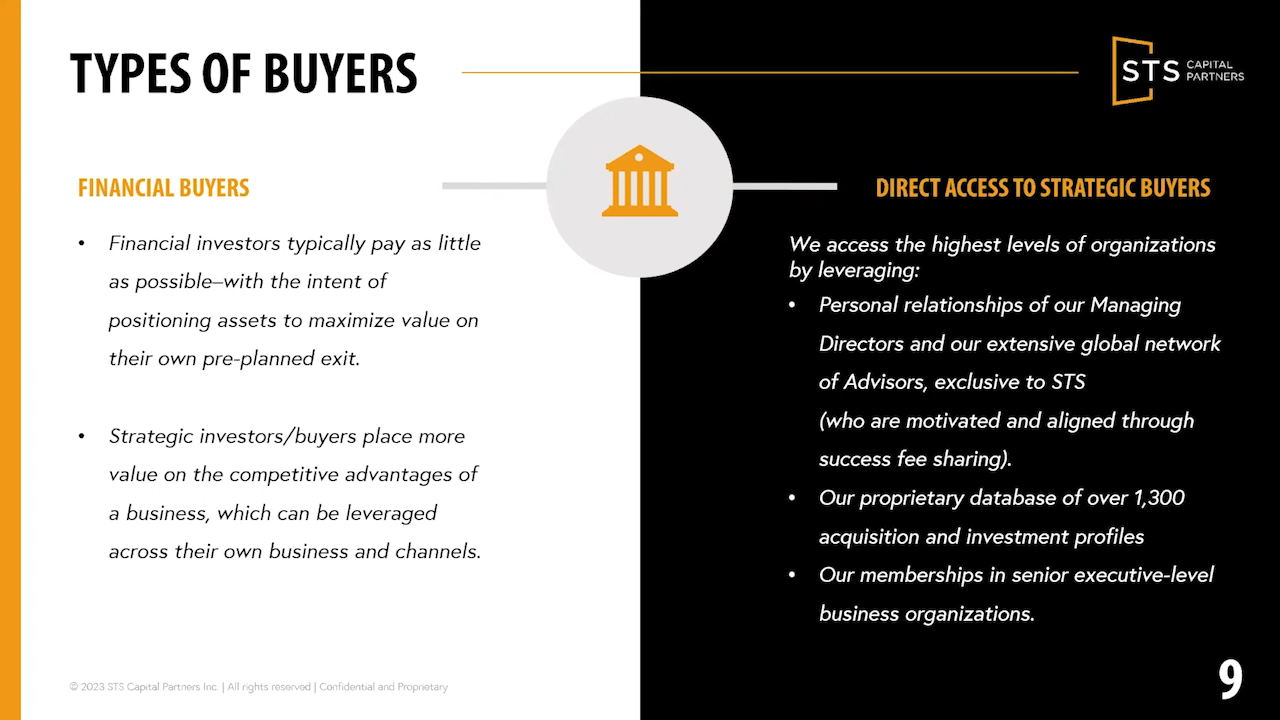 TYPES OF BUYERS
STS CAPITAL
PARTNERS
FINANCIAL BUYERS
• Financial investors typically pay as little
as possible–with the intent of
positioning assets to maximize value on
their own pre-planned exit.
• Strategic investors/buyers place more
value on the competitive advantages of
a business, which can be leveraged
across their own business and channels.
DIRECT ACCESS TO STRATEGIC BUYERS
We access the highest levels of organizations
by leveraging:
• Personal relationships of our Managing
Directors and our extensive global network
of Advisors, exclusive to STS
(who are motivated and aligned through
success fee sharing).
• Our proprietary database of over 1,300
acquisition and investment profiles
• Our memberships in senior executive-level
business organizations.
© 2023 STS Capital Partners Inc. | All rights reserved | Confidential and Proprietary
9